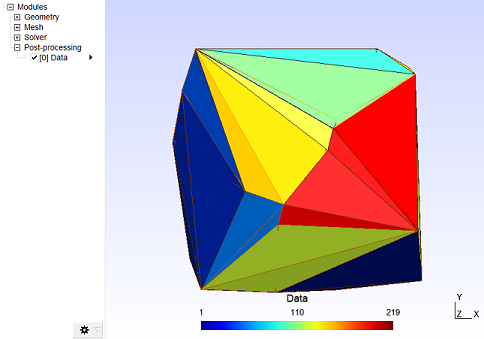 Modules
Geometry
Mesh
Solver
Post-processing
[0] Data
Data
1 110 219
Y
Z X